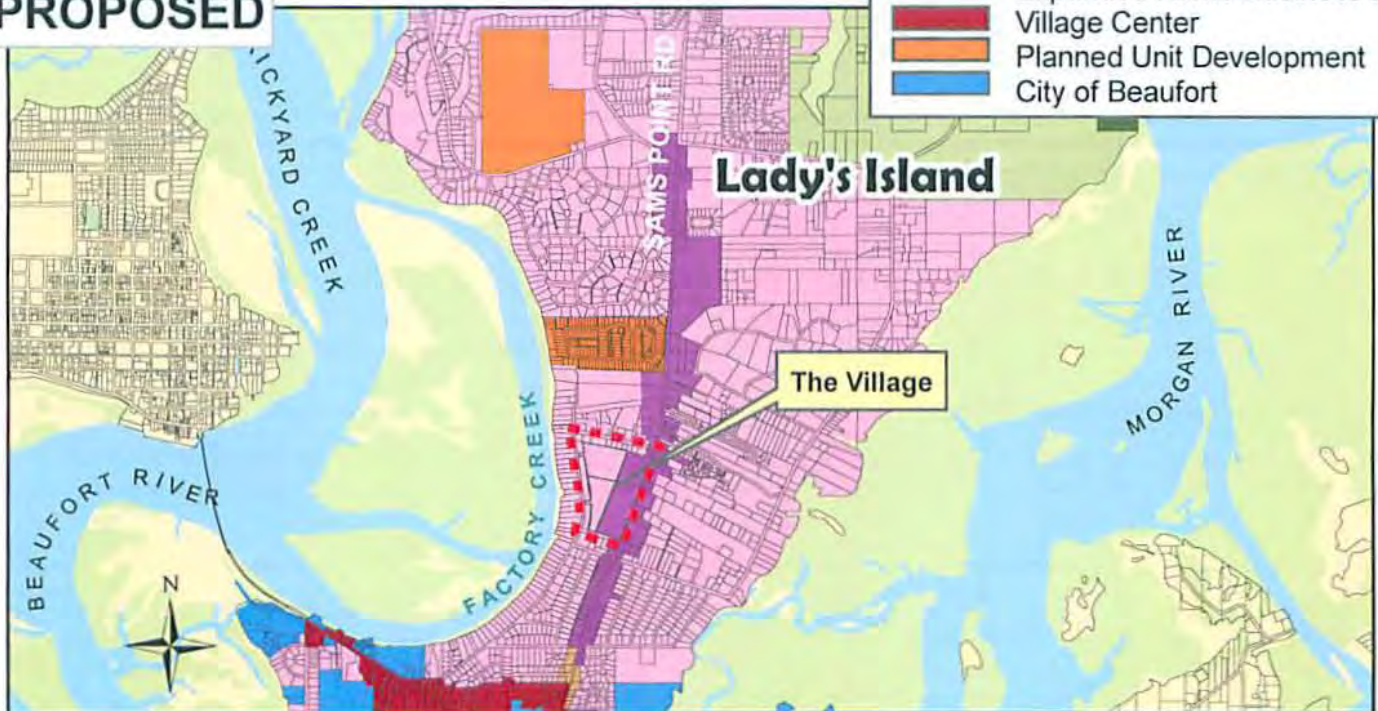 PROPOSED
Village Center
Planned Unit Development
City of Beaufort
ICKYARD CREEK
SAMS POINT RD
Lady's Island
The Village
MORGAN RIVER
BEAUFORT RIVER
FACTORY CREEK
N